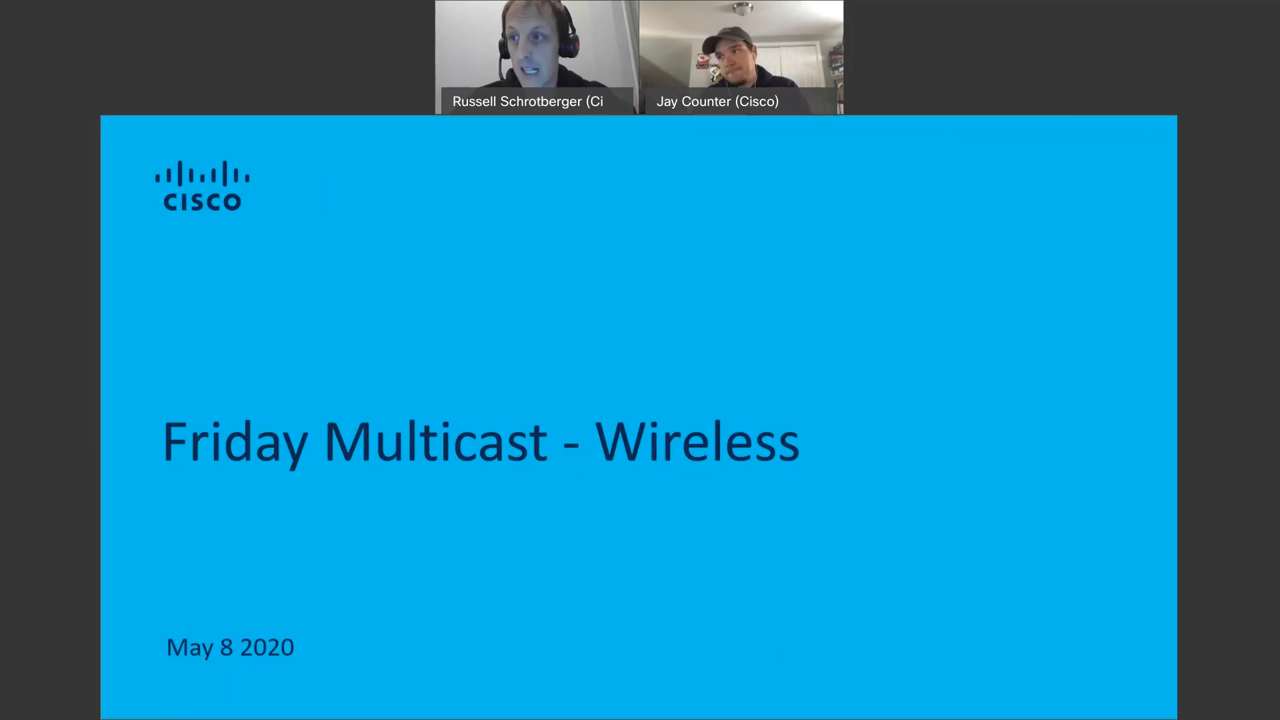 Russell Schrotberger (Ci
Jay Counter (Cisco)
CISCO
Friday Multicast - Wireless
May 8 2020